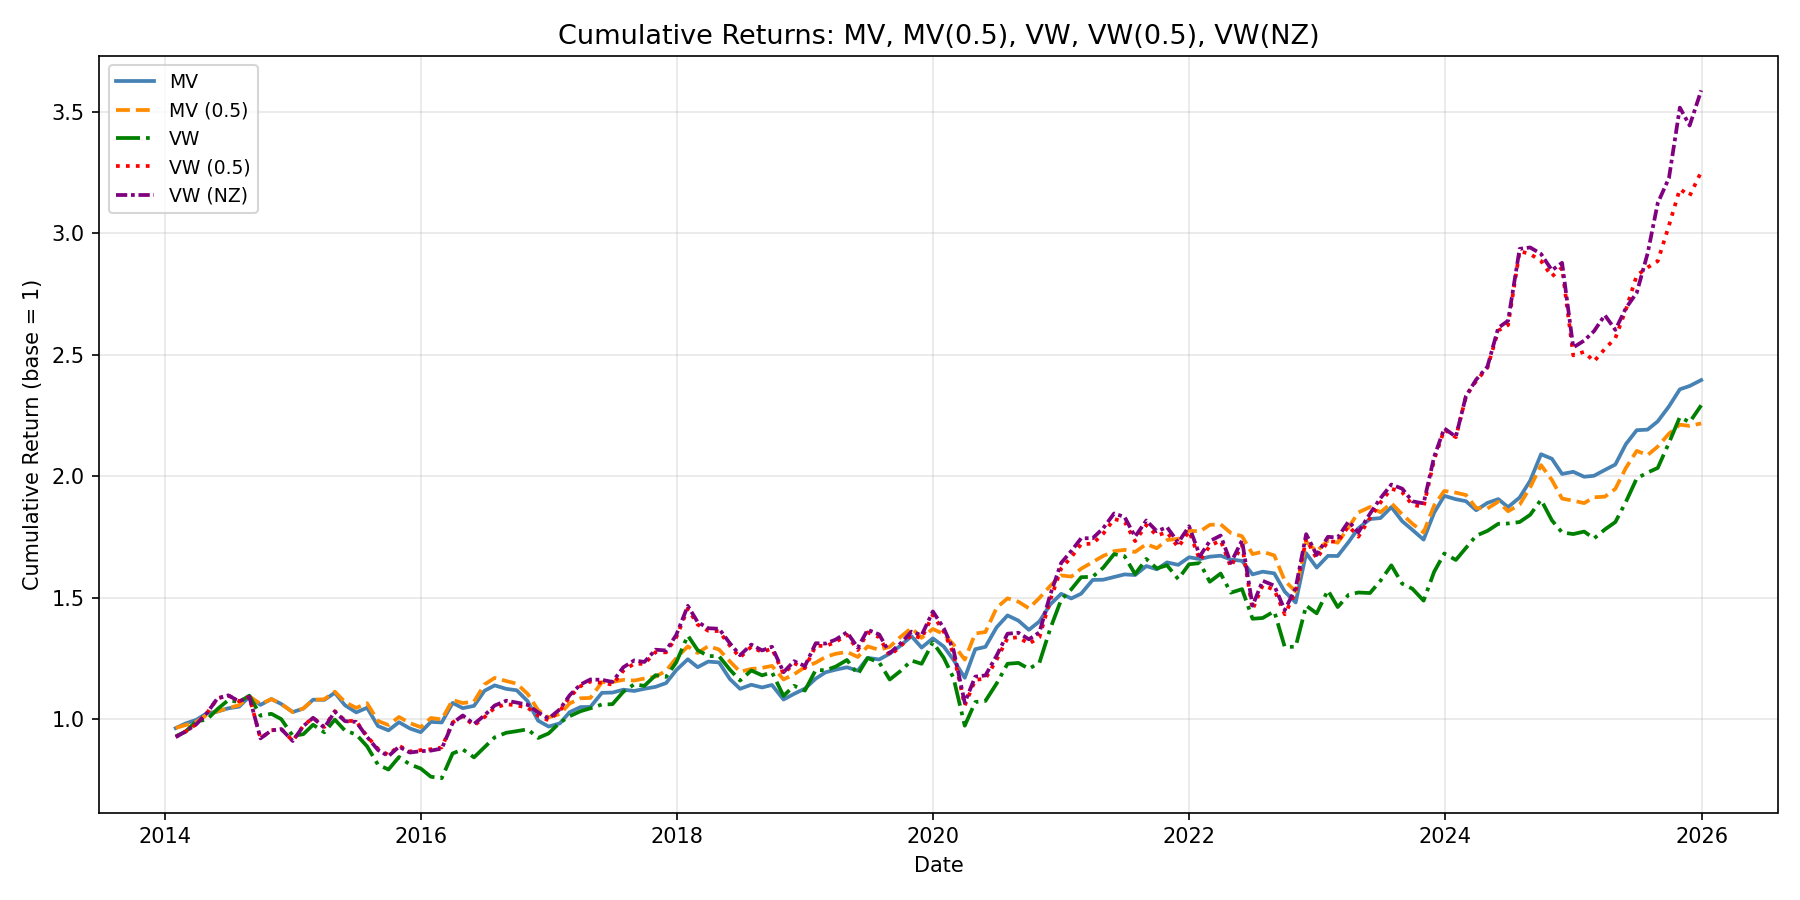 Cumulative Returns: MV, MV(0.5), VW, VW(0.5), VW(NZ)
MV
MV (0.5)
VW
VW (0.5)
VW (NZ)
Cumulative Return (base = 1)
3.5
3.0
2.5
2.0
1.5
1.0
2014 2016 2018 2020 2022 2024 2026
Date